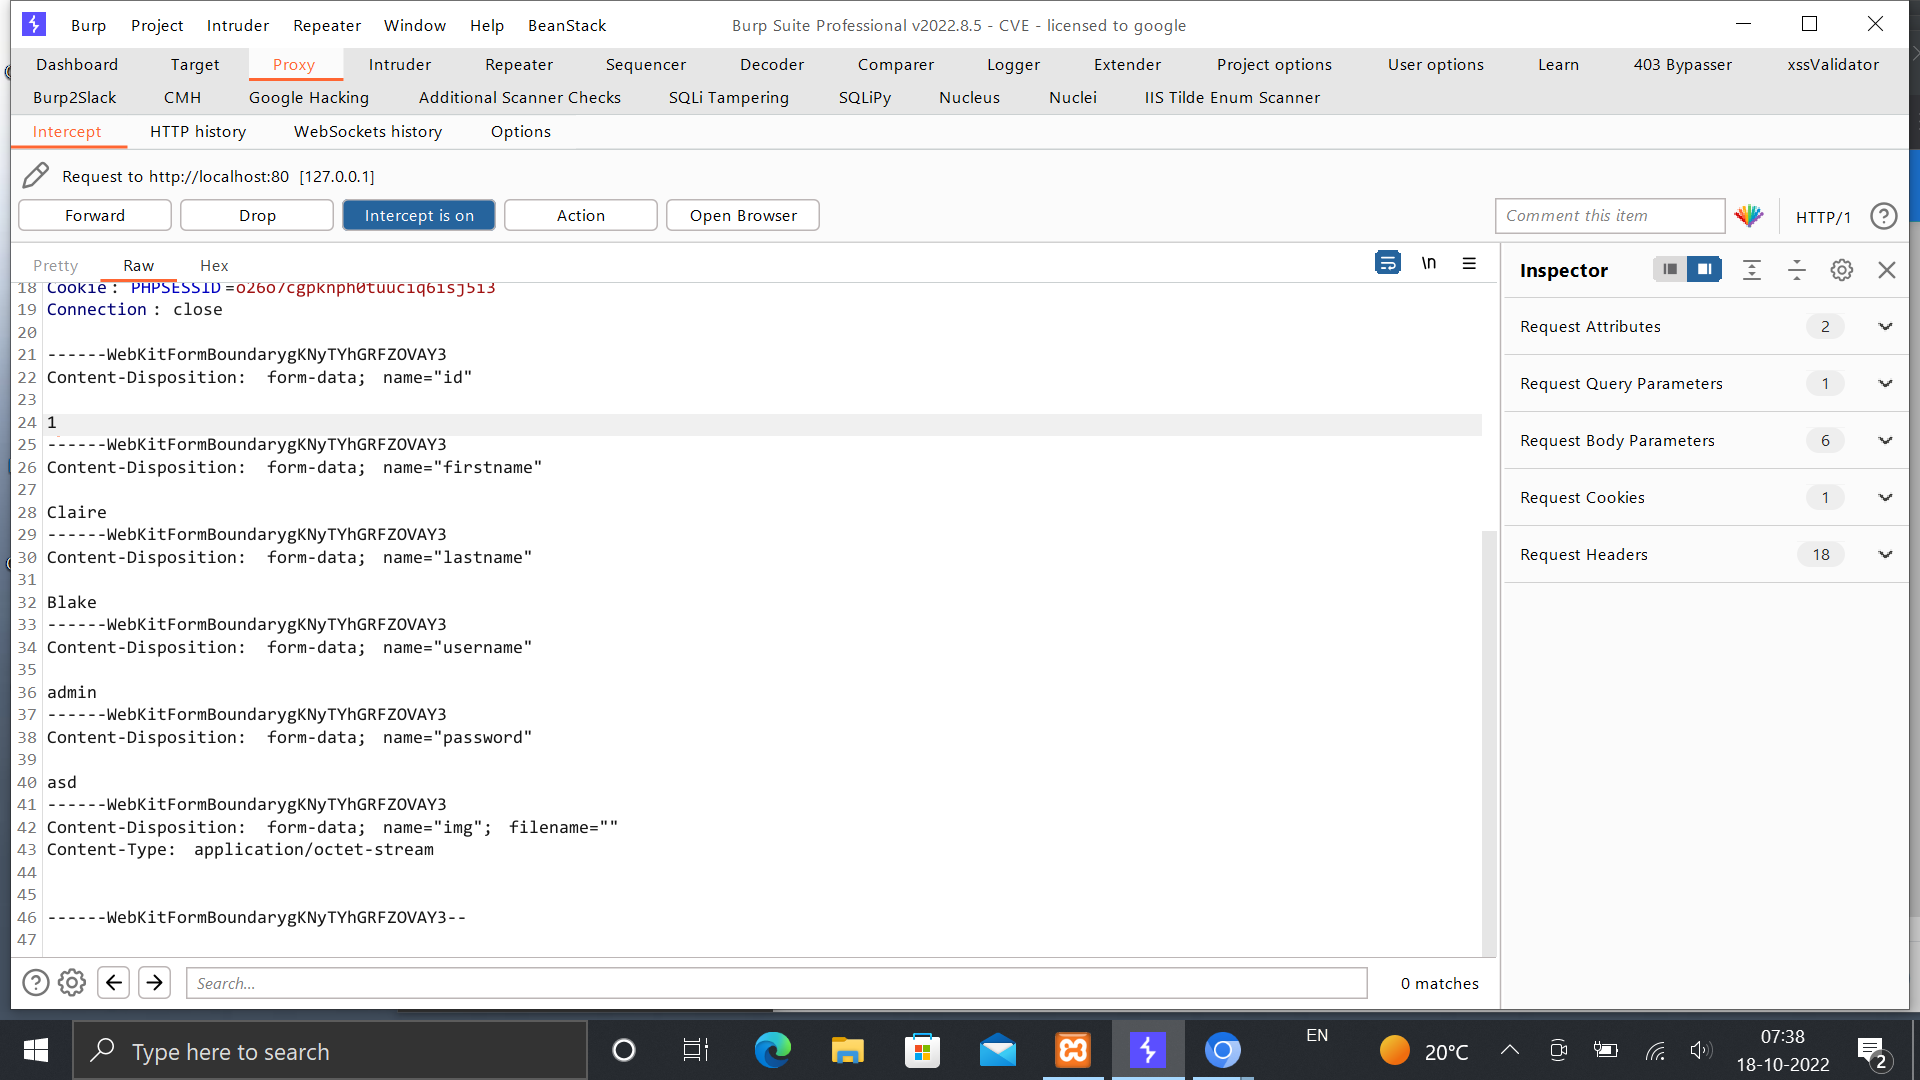 Burp Project Intruder Repeater Window Help BeanStack Burp Suite Professional v2022.8.5 - CVE - licensed to google
Dashboard Target Proxy Intruder Repeater Sequencer Decoder Comparer Logger Extender Project options User options Learn 403 Bypasser xssValidator
Burp2Slack CMH Google Hacking Additional Scanner Checks SQLi Tampering SQLiPy Nucleus Nuclei IIS Tilde Enum Scanner
Intercept HTTP history WebSockets history Options
Request to http://localhost:80 [127.0.0.1]
Forward Drop Intercept is on Action Open Browser Comment this item HTTP/1
Pretty Raw Hex \n
Inspector
18 Cookie: PHPSESSID=o26o7cgpknph0tuuciq6isj5i3
19 Connection: close
20
21 ------WebKitFormBoundarygKNyTYhGRFZOVAY3
22 Content-Disposition: form-data; name="id"
23
24 1
25 ------WebKitFormBoundarygKNyTYhGRFZOVAY3
26 Content-Disposition: form-data; name="firstname"
27
28 Claire
29 ------WebKitFormBoundarygKNyTYhGRFZOVAY3
30 Content-Disposition: form-data; name="lastname"
31
32 Blake
33 ------WebKitFormBoundarygKNyTYhGRFZOVAY3
34 Content-Disposition: form-data; name="username"
35
36 admin
37 ------WebKitFormBoundarygKNyTYhGRFZOVAY3
38 Content-Disposition: form-data; name="password"
39
40 asd
41 ------WebKitFormBoundarygKNyTYhGRFZOVAY3
42 Content-Disposition: form-data; name="img"; filename=""
43 Content-Type: application/octet-stream
44
45
46 ------WebKitFormBoundarygKNyTYhGRFZOVAY3--
47
Request Attributes 2
Request Query Parameters 1
Request Body Parameters 6
Request Cookies 1
Request Headers 18
Search... 0 matches
Type here to search
EN
20°C
07:38
18-10-2022
2